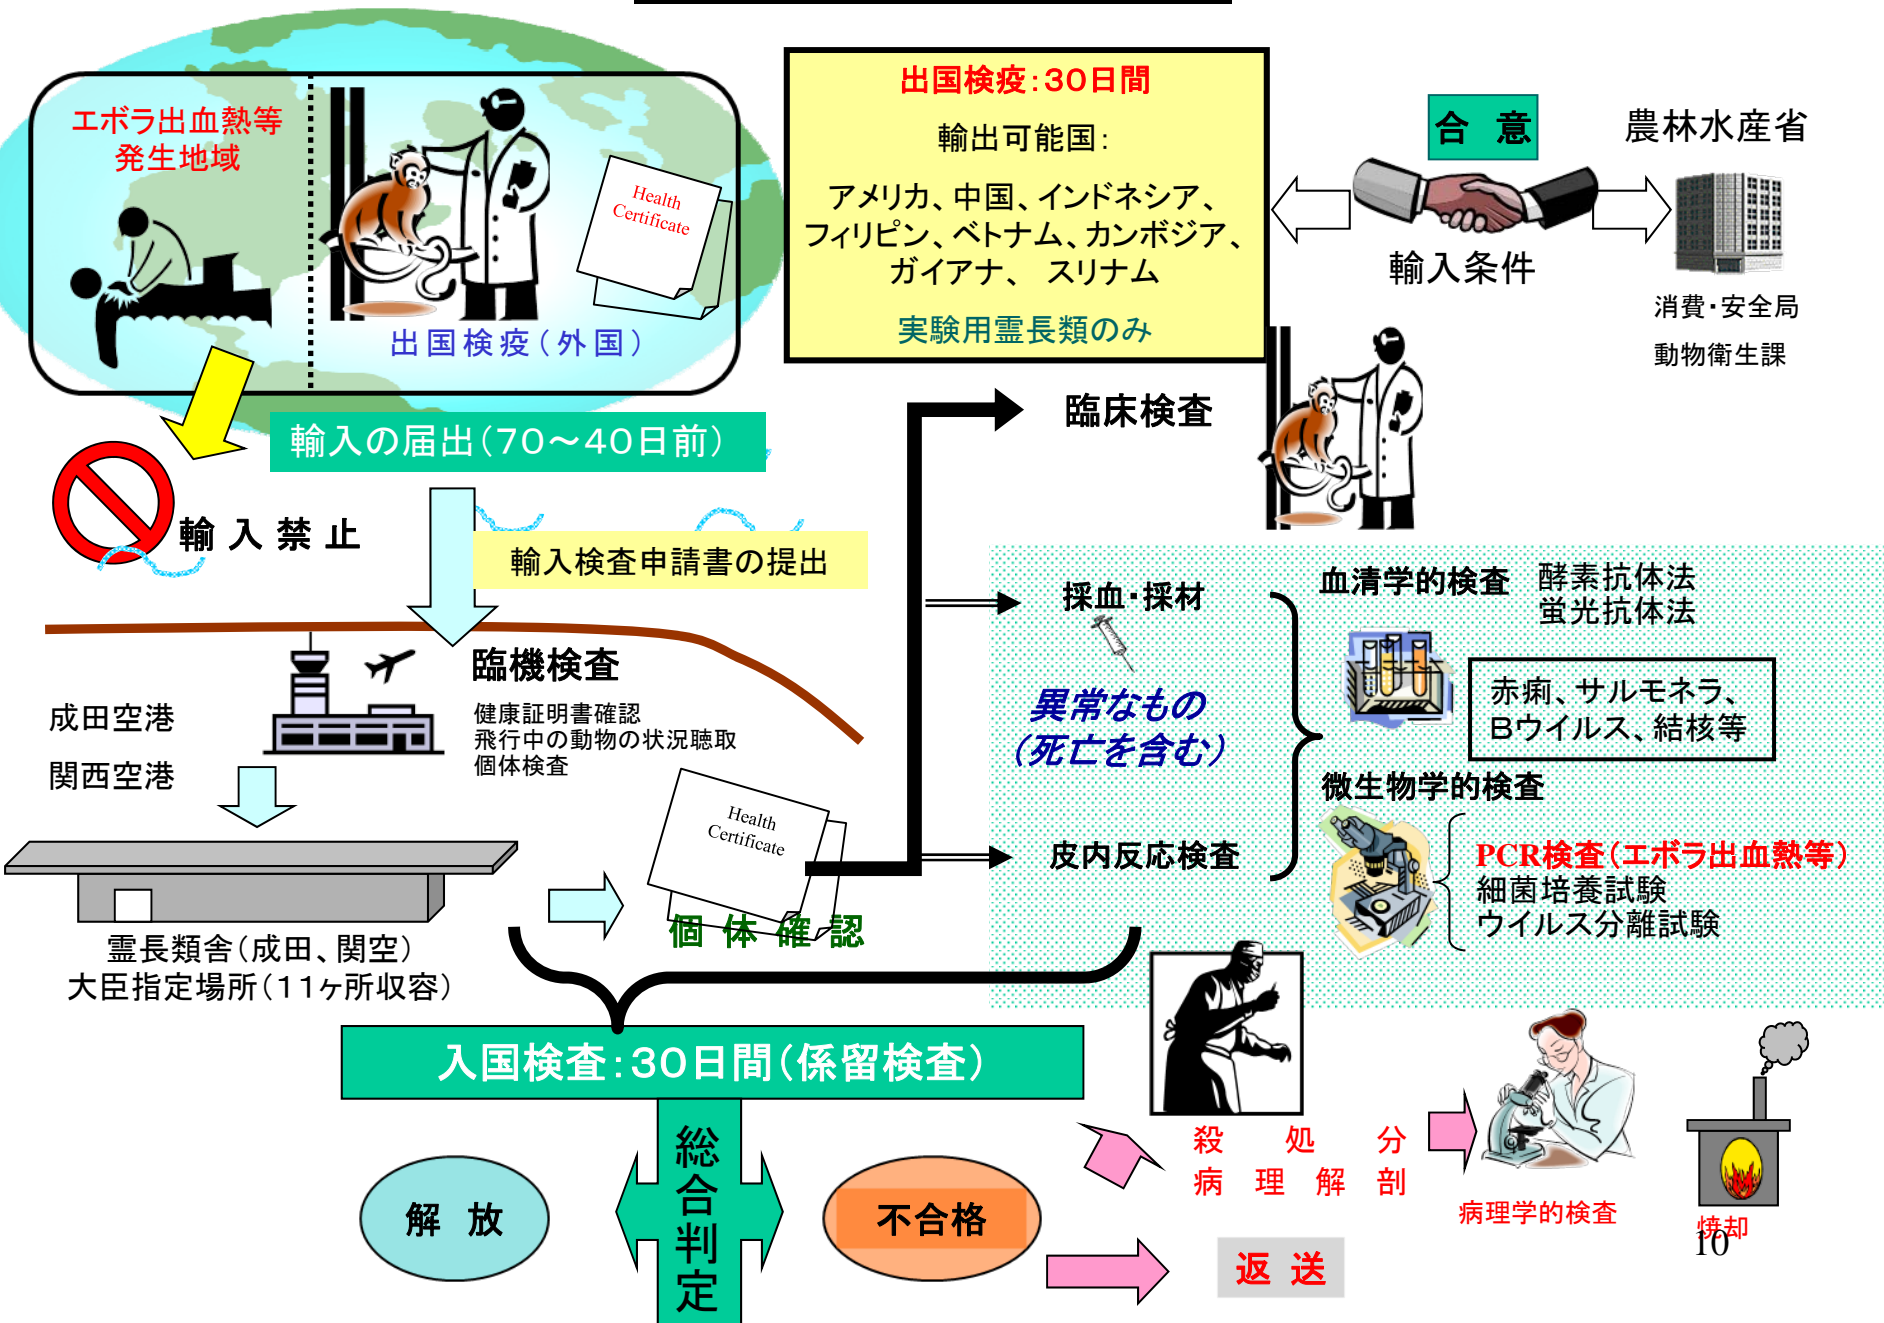 エボラ出血熱等
発生地域
Health
Certificate
出国検疫（外国）
出国検疫：３０日間
輸出可能国：
アメリカ、中国、インドネシア、
フィリピン、ベトナム、カンボジア、
ガイアナ、 スリナム
実験用霊長類のみ
合 意
輸入条件
農林水産省
消費・安全局
動物衛生課
輸入の届出（７０～４０日前）
輸入禁止
輸入検査申請書の提出
臨床検査
臨機検査
健康証明書確認
飛行中の動物の状況聴取
個体検査
成田空港
関西空港
霊長類舎（成田、関空）
大臣指定場所（１１ヶ所収容）
Health
Certificate
個体確認
採血・採材
異常なもの
（死亡を含む）
皮内反応検査
血清学的検査
酵素抗体法
蛍光抗体法
赤痢、サルモネラ、
Ｂウイルス、結核等
微生物学的検査
PCR検査（エボラ出血熱等）
細菌培養試験
ウイルス分離試験
入国検査：３０日間（係留検査）
総合判定
解 放
不合格
殺処分
病理解剖
病理学的検査
焼却
返 送
10